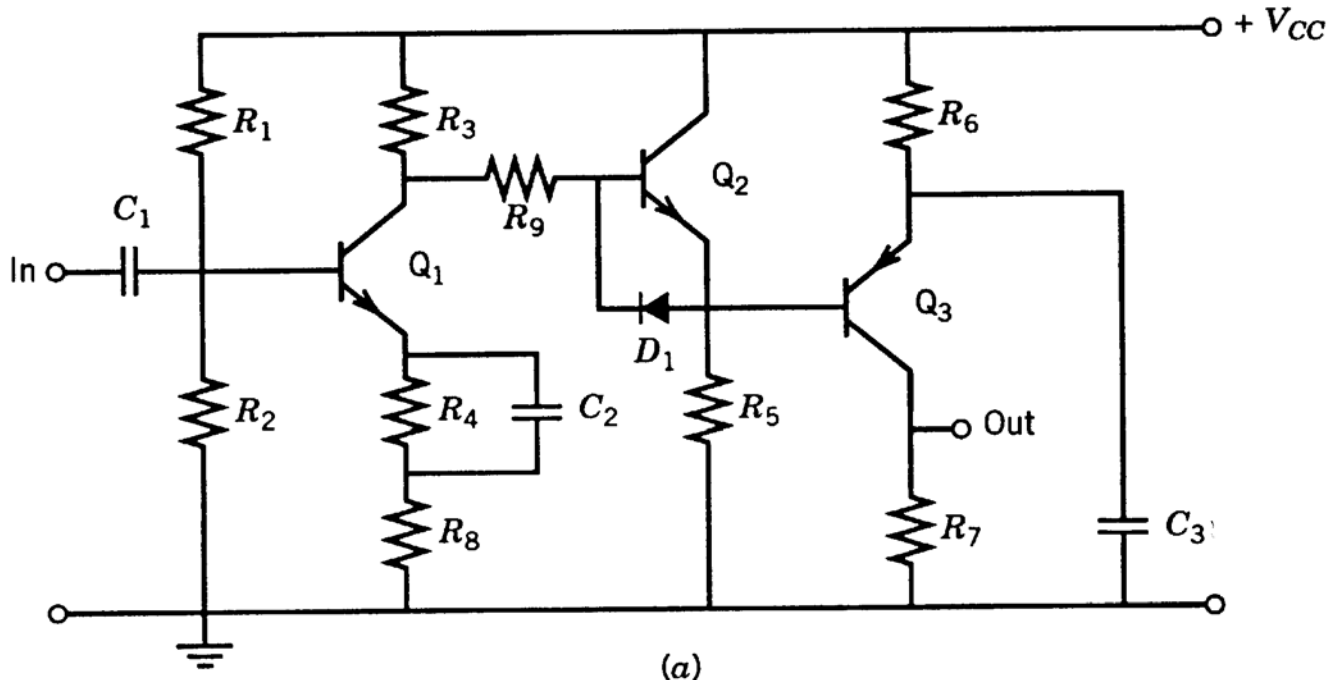 + V_CC
R_1
R_3
R_6
Q_2
C_1
R_9
In
Q_1
Q_3
D_1
R_2
R_4
C_2
R_5
Out
R_8
R_7
C_3
(a)